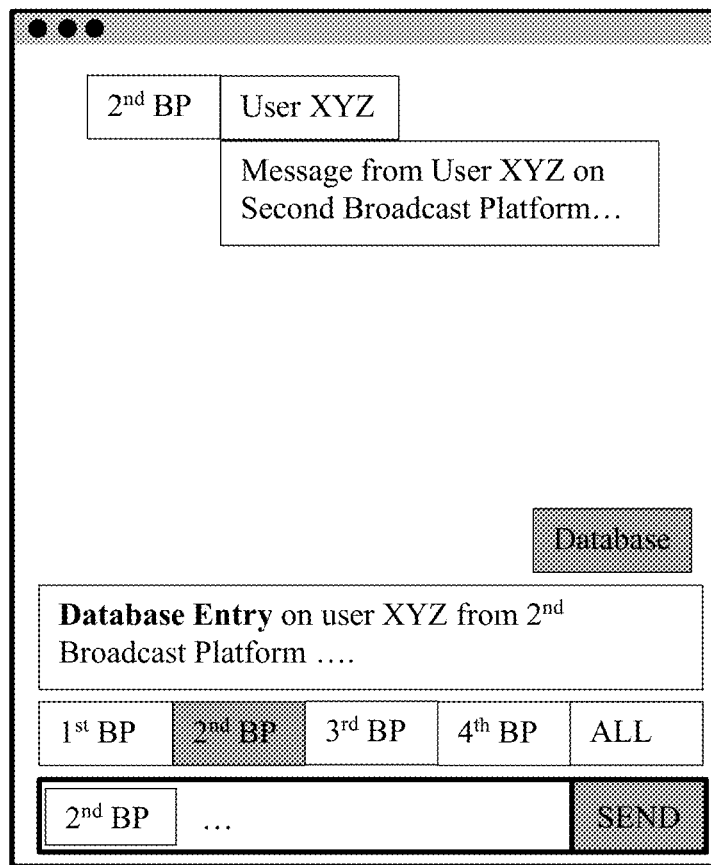 2nd BP User XYZ
Message from User XYZ on
Second Broadcast Platform…
Database
Database Entry on user XYZ from 2nd
Broadcast Platform ….
1st BP 2nd BP 3rd BP 4th BP ALL
2nd BP … SEND